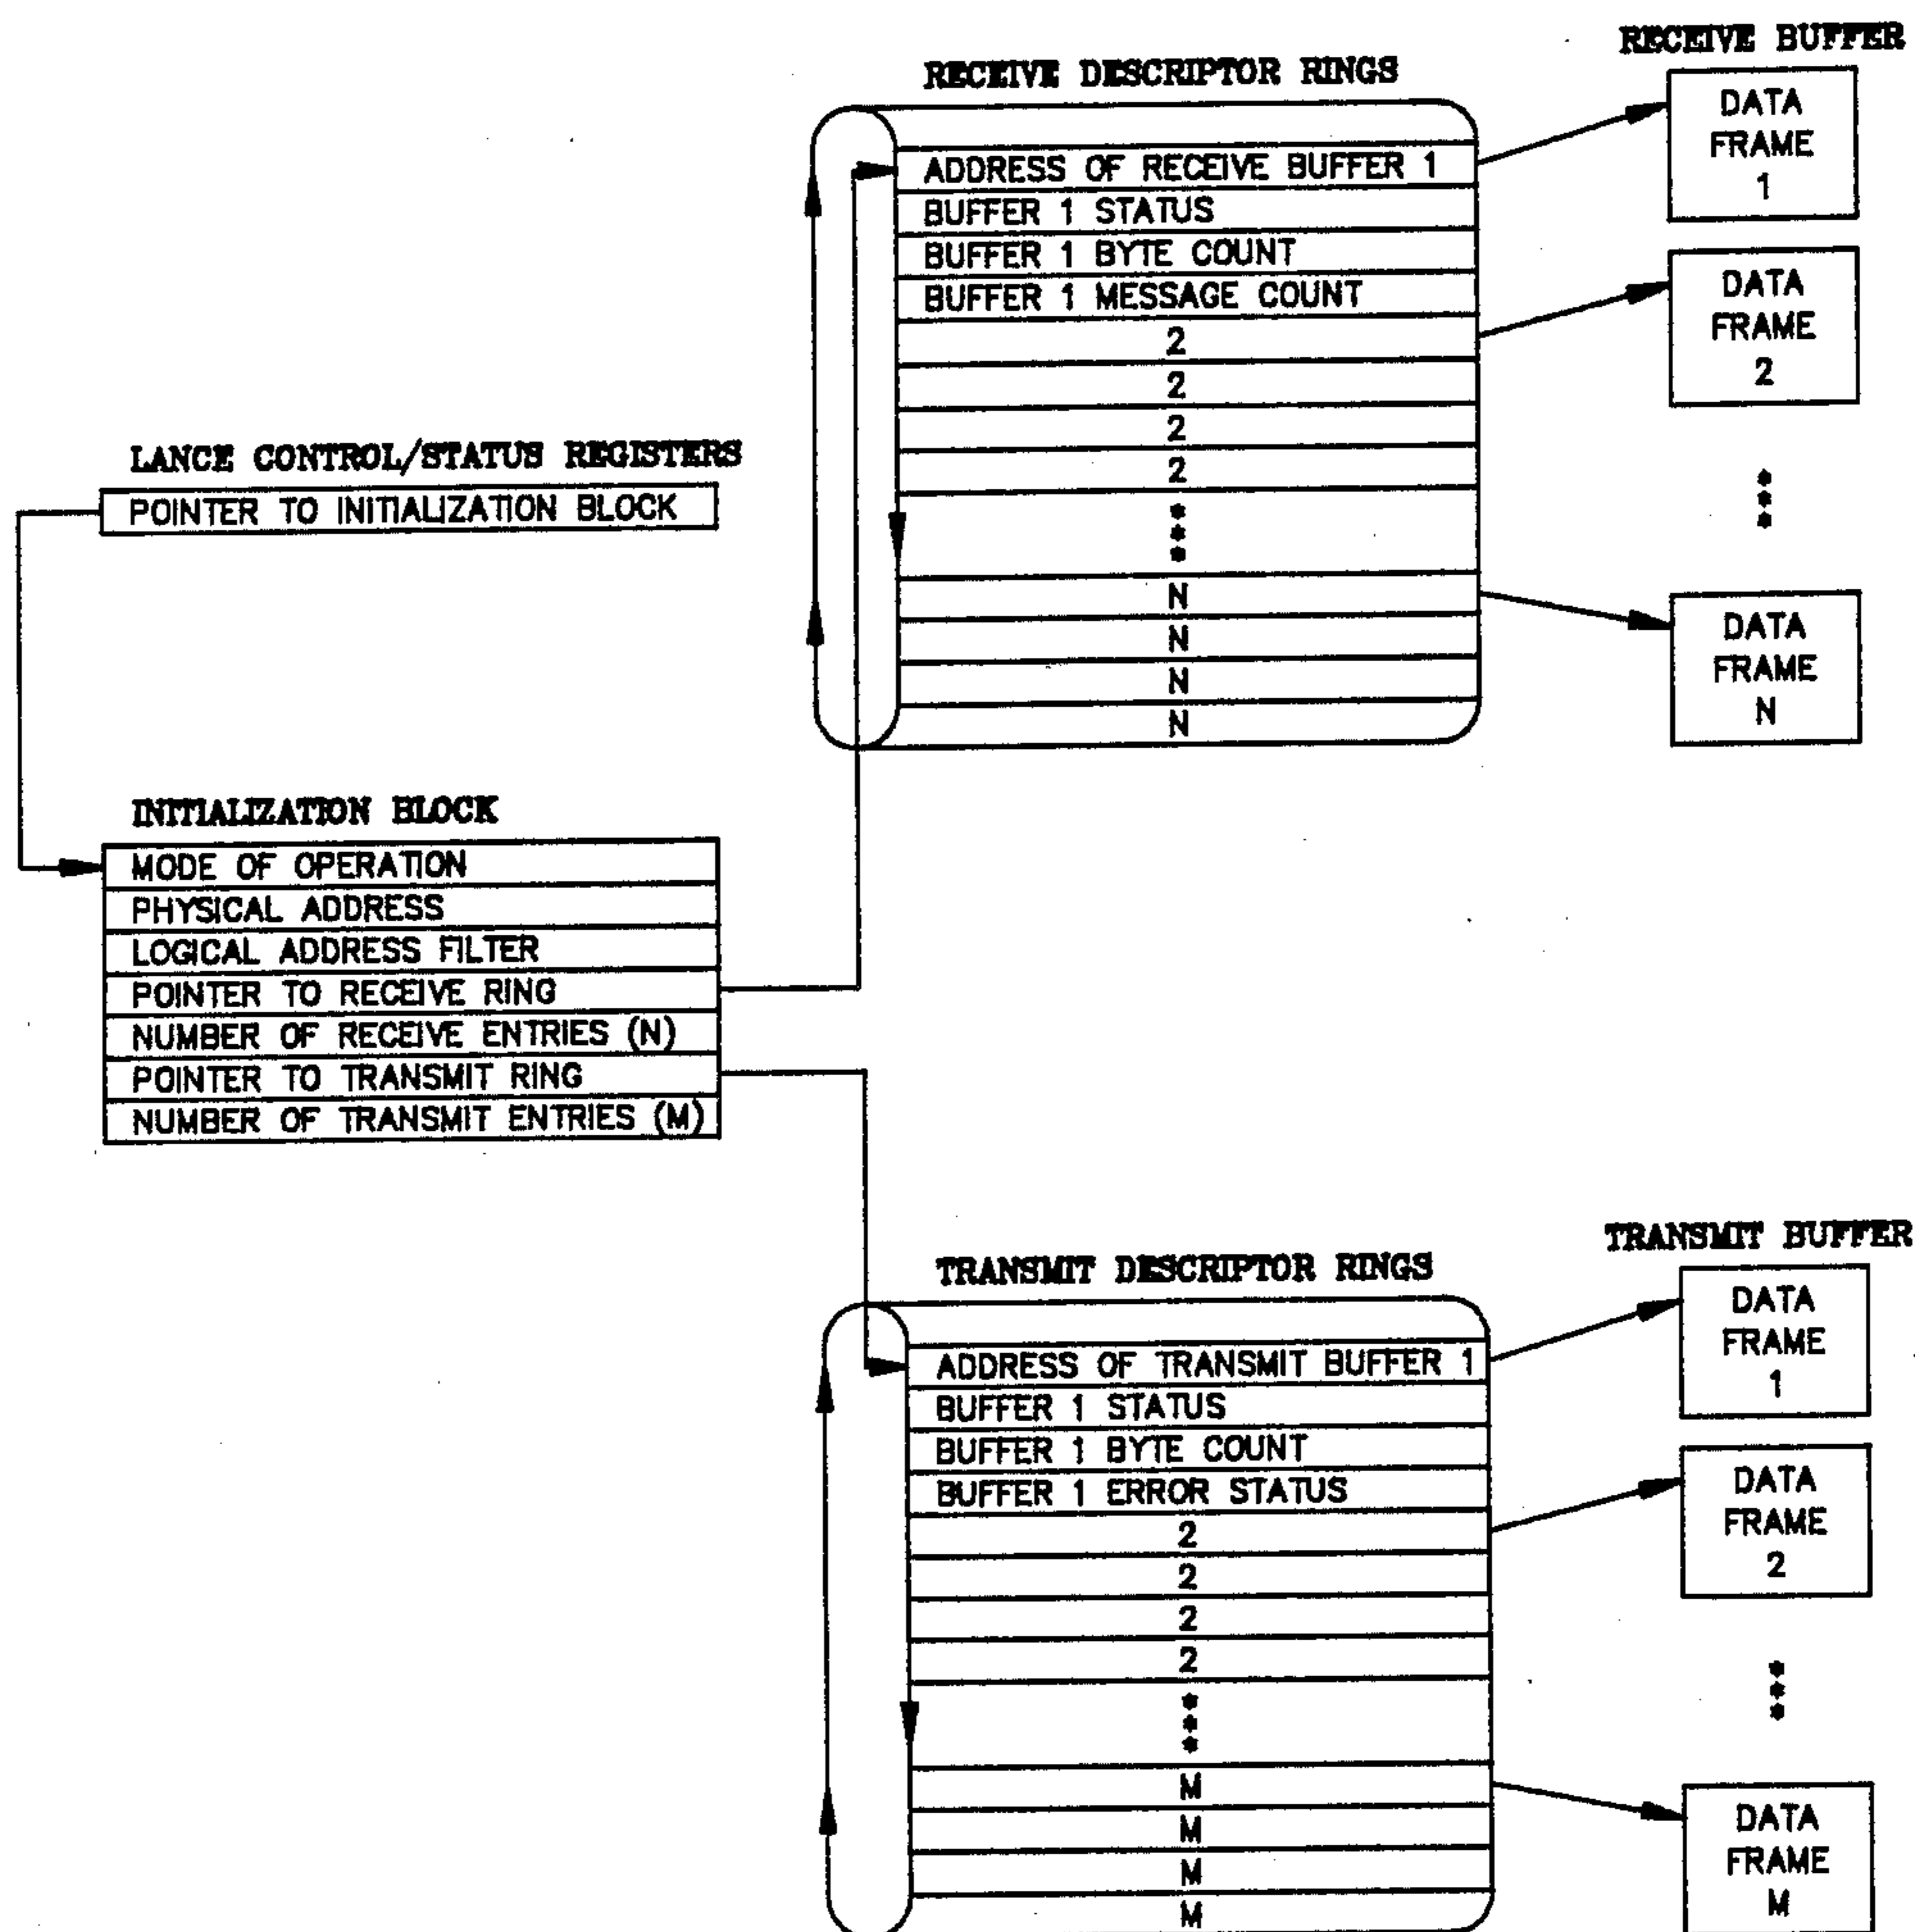 RECEIVE BUFFER
RECEIVE DESCRIPTOR RINGS
DATA
FRAME
1
ADDRESS OF RECEIVE BUFFER 1
BUFFER 1 STATUS
BUFFER 1 BYTE COUNT
BUFFER 1 MESSAGE COUNT
DATA
FRAME
2
2
2
2
2
***
***
N
N
N
N
DATA
FRAME
N
LANCE CONTROL/STATUS REGISTERS
POINTER TO INITIALIZATION BLOCK
INITIALIZATION BLOCK
MODE OF OPERATION
PHYSICAL ADDRESS
LOGICAL ADDRESS FILTER
POINTER TO RECEIVE RING
NUMBER OF RECEIVE ENTRIES (N)
POINTER TO TRANSMIT RING
NUMBER OF TRANSMIT ENTRIES (M)
TRANSMIT BUFFER
TRANSMIT DESCRIPTOR RINGS
DATA
FRAME
1
ADDRESS OF TRANSMIT BUFFER 1
BUFFER 1 STATUS
BUFFER 1 BYTE COUNT
BUFFER 1 ERROR STATUS
DATA
FRAME
2
2
2
2
2
***
***
M
M
M
M
DATA
FRAME
M